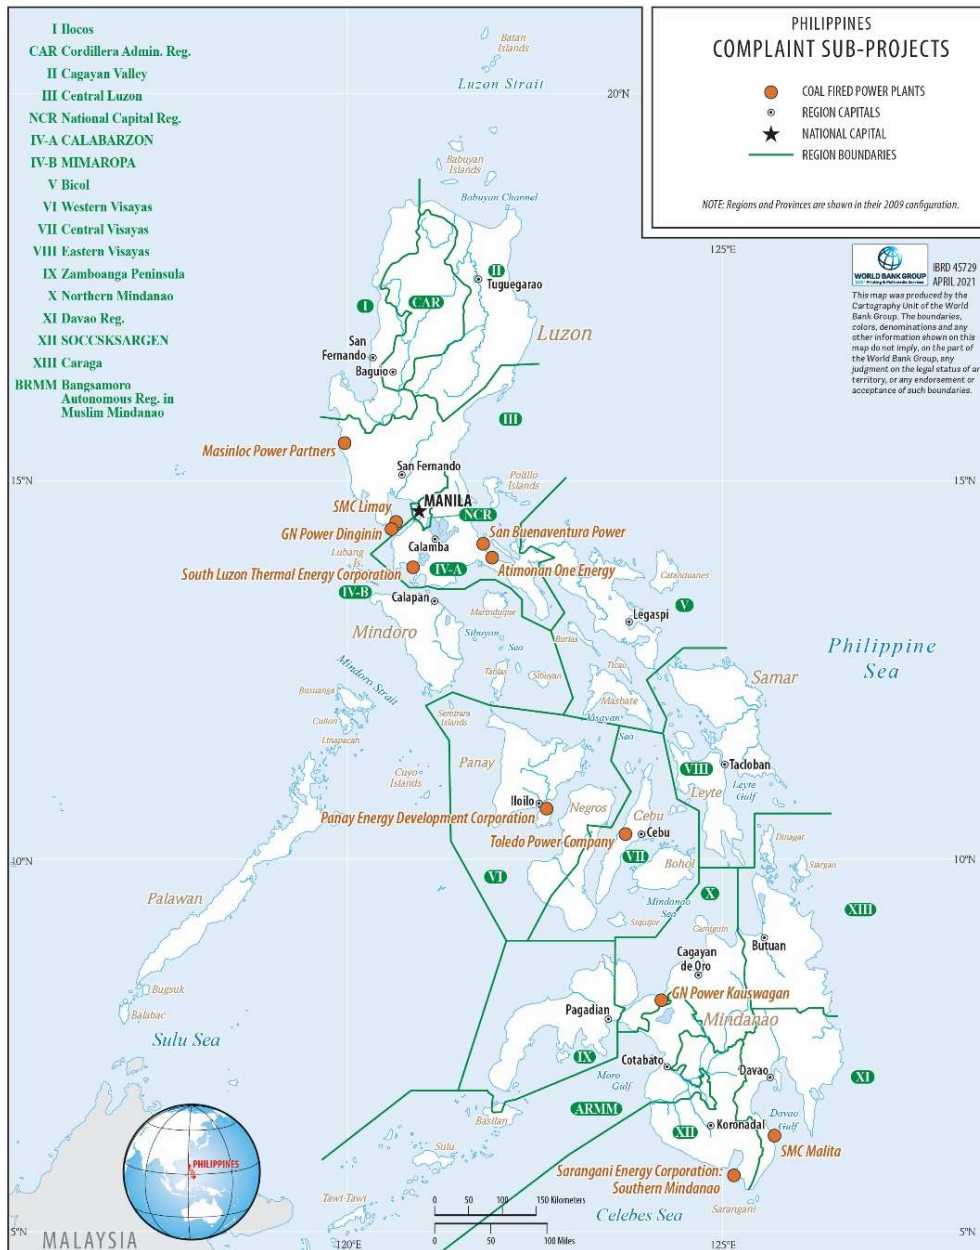 I Ilocos
CAR Cordillera Admin. Reg.
II Cagayan Valley
III Central Luzon
NCR National Capital Reg.
IV-A CALABARZON
IV-B MIMAROPA
V Bicol
VI Western Visayas
VII Central Visayas
VIII Eastern Visayas
IX Zamboanga Peninsula
X Northern Mindanao
XI Davao Reg.
XII SOCCSKSARGEN
XIII Caraga
BRMM Bangsamoro
Autonomous Reg. in
Muslim Mindanao
PHILIPPINES
COMPLAINT SUB-PROJECTS
COAL FIRED POWER PLANTS
REGION CAPITALS
NATIONAL CAPITAL
REGION BOUNDARIES
NOTE: Regions and Provinces are shown in their 2009 configuration.
WORLD BANK GROUP
IBRD 45729
APRIL 2021
This map was produced by the
Cartography Unit of the World
Bank Group. The boundaries,
colors, denominations and any
other information shown on this
map do not imply, on the part of
the World Bank Group, any
judgment on the legal status of an
territory, or any endorsement or
acceptance of such boundaries.
Batan
Islands
Luzon Strait
20°N
Babuyan
Islands
Babuyan Channel
125°E
II
Tuguegarao
CAR
I
Luzon
San
Fernando
Baguio
III
Masinloc Power Partners
San Fernando
15°N
15°N
Polillo
Islands
MANILA
SMC Limay
NCR
GN Power Dinginin
San Buenaventura Power
Calamba
Lubang
Is.
South Luzon Thermal Energy Corporation
IV-A
Atimonan One Energy
Catanduanes
IV-B
Calapan
Marinduque
V
Legaspi
Mindoro
Sibuyan
Sea
Burias
Philippine
Sea
Mindoro Strait
Tablas
Sibuyan
Ticao
Masbate
Samar
Busuanga
Culion
Linapacan
Semirara
Islands
Visayan
Sea
Panay
Cuyo
Islands
VIII
Tacloban
Leyte
Gulf
Leyte
Iloilo
Negros
Cebu
Panay Energy Development Corporation
Toledo Power Company
Cebu
Dinagat
10°N
10°N
VII
Bohol
Siargao
Palawan
VI
Mindanao
Sea
X
XIII
Siquijor
Camiguin
Butuan
Cagayan
de Oro
Bugsuk
Balabac
GN Power Kauswagan
Pagadian
Mindanao
Sulu Sea
IX
Cotabato
Moro
Gulf
Davao
XI
Basilan
ARMM
Davao
Gulf
XII
Koronadal
SMC Malita
Sulu
Sarangani Energy Corporation:
Southern Mindanao
PHILIPPINES
Tawi-Tawi
Sarangani
0 50 100 150 Kilometers
0 50 100 Miles
Celebes Sea
5°N
5°N
MALAYSIA
120°E
125°E